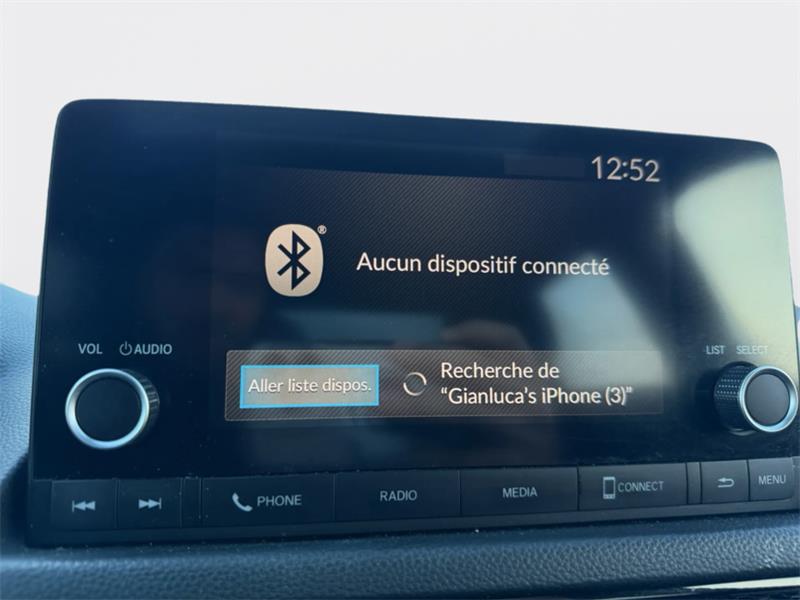 12:52
®
Aucun dispositif connecté
VOL ⏻AUDIO
LIST SELECT
Aller liste dispos.
Recherche de
“Gianluca's iPhone (3)”
PHONE
RADIO
MEDIA
CONNECT
MENU